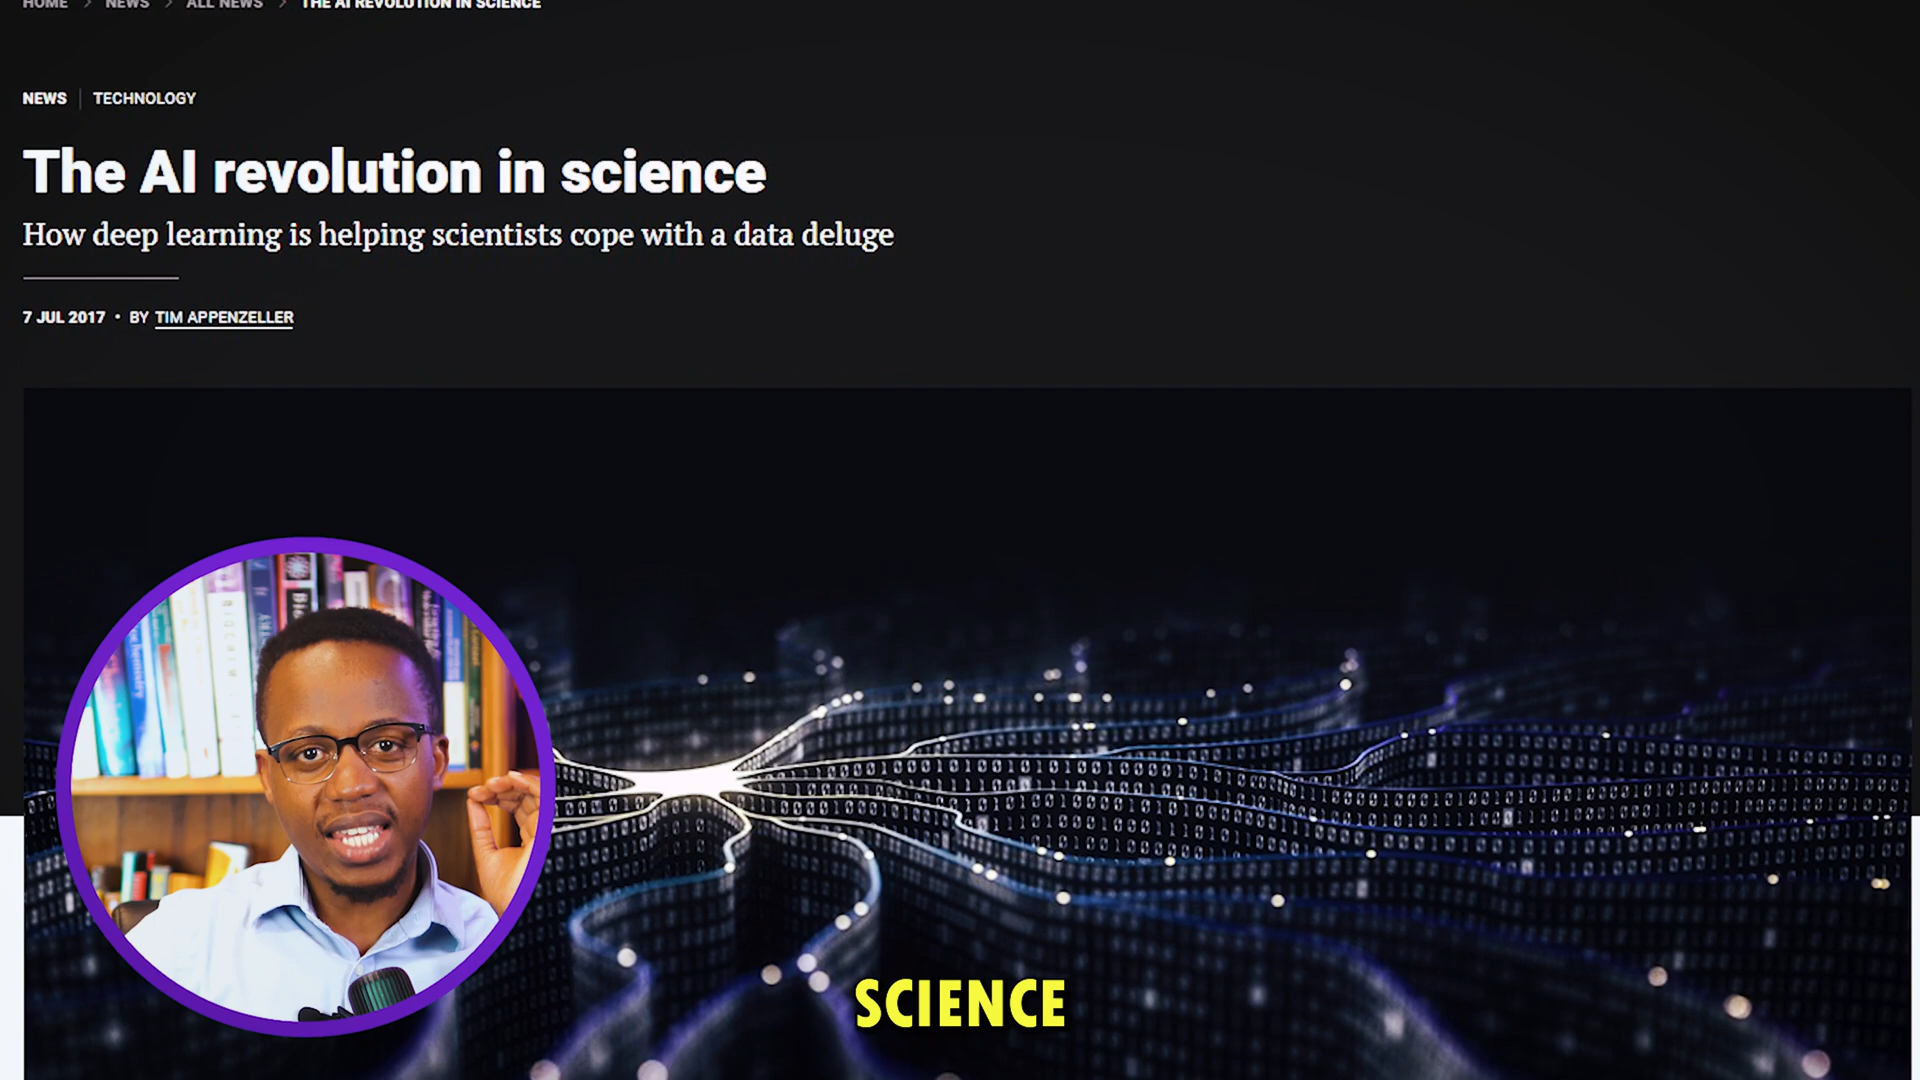 HOME > NEWS > ALL NEWS > THE AI REVOLUTION IN SCIENCE
NEWS | TECHNOLOGY
The AI revolution in science
How deep learning is helping scientists cope with a data deluge
7 JUL 2017 • BY TIM APPENZELLER
SCIENCE